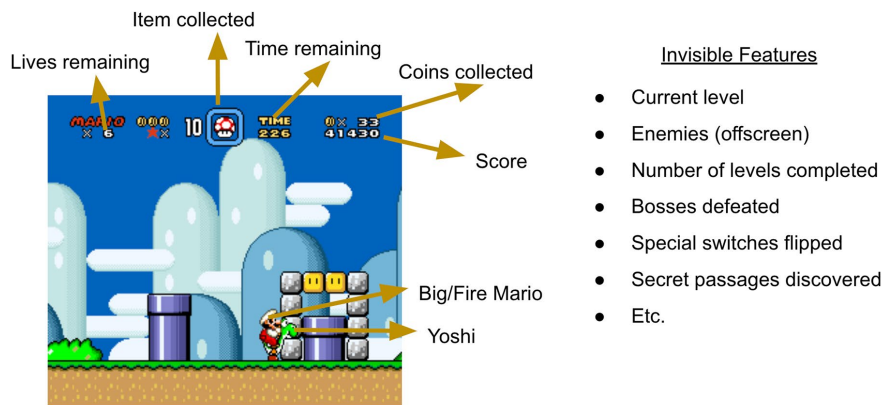 Item collected
Time remaining
Lives remaining
Coins collected
MARIO
× 6
×
10
TIME
226
× 33
41430
Score
Big/Fire Mario
Yoshi
Invisible Features
● Current level
● Enemies (offscreen)
● Number of levels completed
● Bosses defeated
● Special switches flipped
● Secret passages discovered
● Etc.